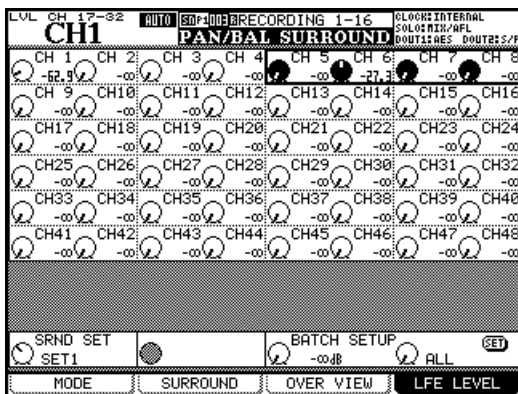 LVL CH 17-32 AUTO SNP1003 RECORDING 1-16 CLOCK:INTERNAL
SOLO:MIX/AFL
CH1 PAN/BAL SURROUND DOUT1:AES DOUT2:S/P
CH 1 CH 2 CH 3 CH 4 CH 5 CH 6 CH 7 CH 8
-62.9 -∞ -∞ -∞ -∞ -27.3 -∞ -∞
CH 9 CH10 CH11 CH12 CH13 CH14 CH15 CH16
-∞ -∞ -∞ -∞ -∞ -∞ -∞ -∞
CH17 CH18 CH19 CH20 CH21 CH22 CH23 CH24
-∞ -∞ -∞ -∞ -∞ -∞ -∞ -∞
CH25 CH26 CH27 CH28 CH29 CH30 CH31 CH32
-∞ -∞ -∞ -∞ -∞ -∞ -∞ -∞
CH33 CH34 CH35 CH36 CH37 CH38 CH39 CH40
-∞ -∞ -∞ -∞ -∞ -∞ -∞ -∞
CH41 CH42 CH43 CH44 CH45 CH46 CH47 CH48
-∞ -∞ -∞ -∞ -∞ -∞ -∞ -∞
SRND SET BATCH SETUP SET
SET1 -∞dB ALL
MODE SURROUND OVER VIEW LFE LEVEL